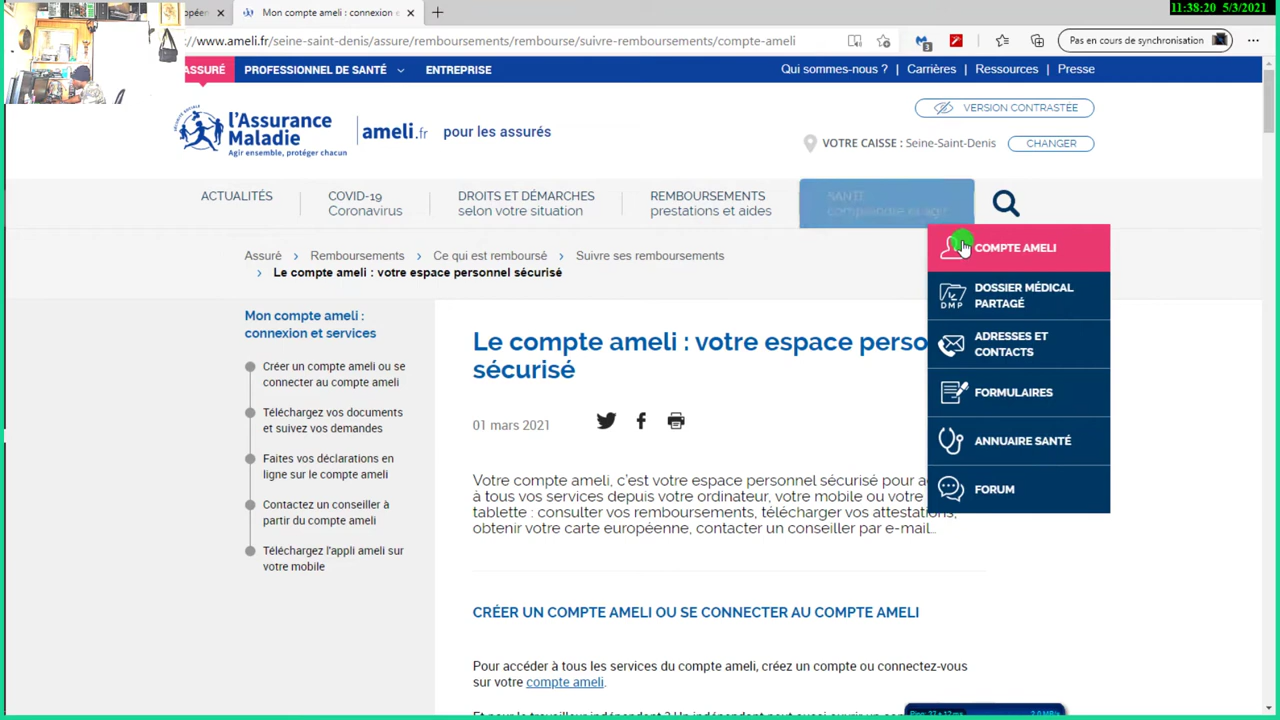 11:38:20 5/3/2021
opéen
Mon compte ameli : connexion e
://www.ameli.fr/seine-saint-denis/assure/remboursements/rembourse/suivre-remboursements/compte-ameli
3
Pas en cours de synchronisation
ASSURÉ
PROFESSIONNEL DE SANTÉ
ENTREPRISE
Qui sommes-nous ? | Carrières | Ressources | Presse
l'Assurance
Maladie
Agir ensemble, protéger chacun
ameli.fr
pour les assurés
VERSION CONTRASTÉE
VOTRE CAISSE : Seine-Saint-Denis
CHANGER
ACTUALITÉS
COVID-19
Coronavirus
DROITS ET DÉMARCHES
selon votre situation
REMBOURSEMENTS
prestations et aides
SANTÉ
comprendre et agir
COMPTE AMELI
DMP
DOSSIER MÉDICAL
PARTAGÉ
ADRESSES ET
CONTACTS
FORMULAIRES
ANNUAIRE SANTÉ
FORUM
Assuré > Remboursements > Ce qui est remboursé > Suivre ses remboursements
> Le compte ameli : votre espace personnel sécurisé
Mon compte ameli :
connexion et services
Créer un compte ameli ou se
connecter au compte ameli
Téléchargez vos documents
et suivez vos demandes
Faites vos déclarations en
ligne sur le compte ameli
Contactez un conseiller à
partir du compte ameli
Téléchargez l'appli ameli sur
votre mobile
Le compte ameli : votre espace perso
sécurisé
01 mars 2021
Votre compte ameli, c'est votre espace personnel sécurisé pour a
à tous vos services depuis votre ordinateur, votre mobile ou votre
tablette : consulter vos remboursements, télécharger vos attestations,
obtenir votre carte européenne, contacter un conseiller par e-mail…
CRÉER UN COMPTE AMELI OU SE CONNECTER AU COMPTE AMELI
Pour accéder à tous les services du compte ameli, créez un compte ou connectez-vous
sur votre compte ameli.